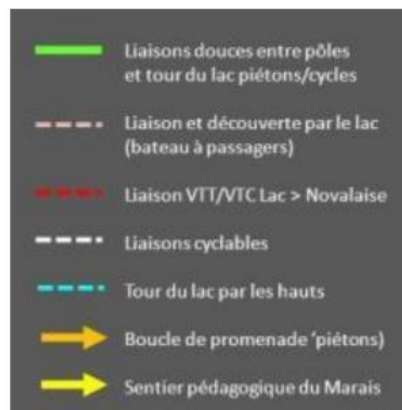 Liaisons douces entre pôles
et tour du lac piétons/cycles
Liaison et découverte par le lac
(bateau à passagers)
Liaison VTT/VTC Lac > Novalaise
Liaisons cyclables
Tour du lac par les hauts
Boucle de promenade 'piétons)
Sentier pédagogique du Marais